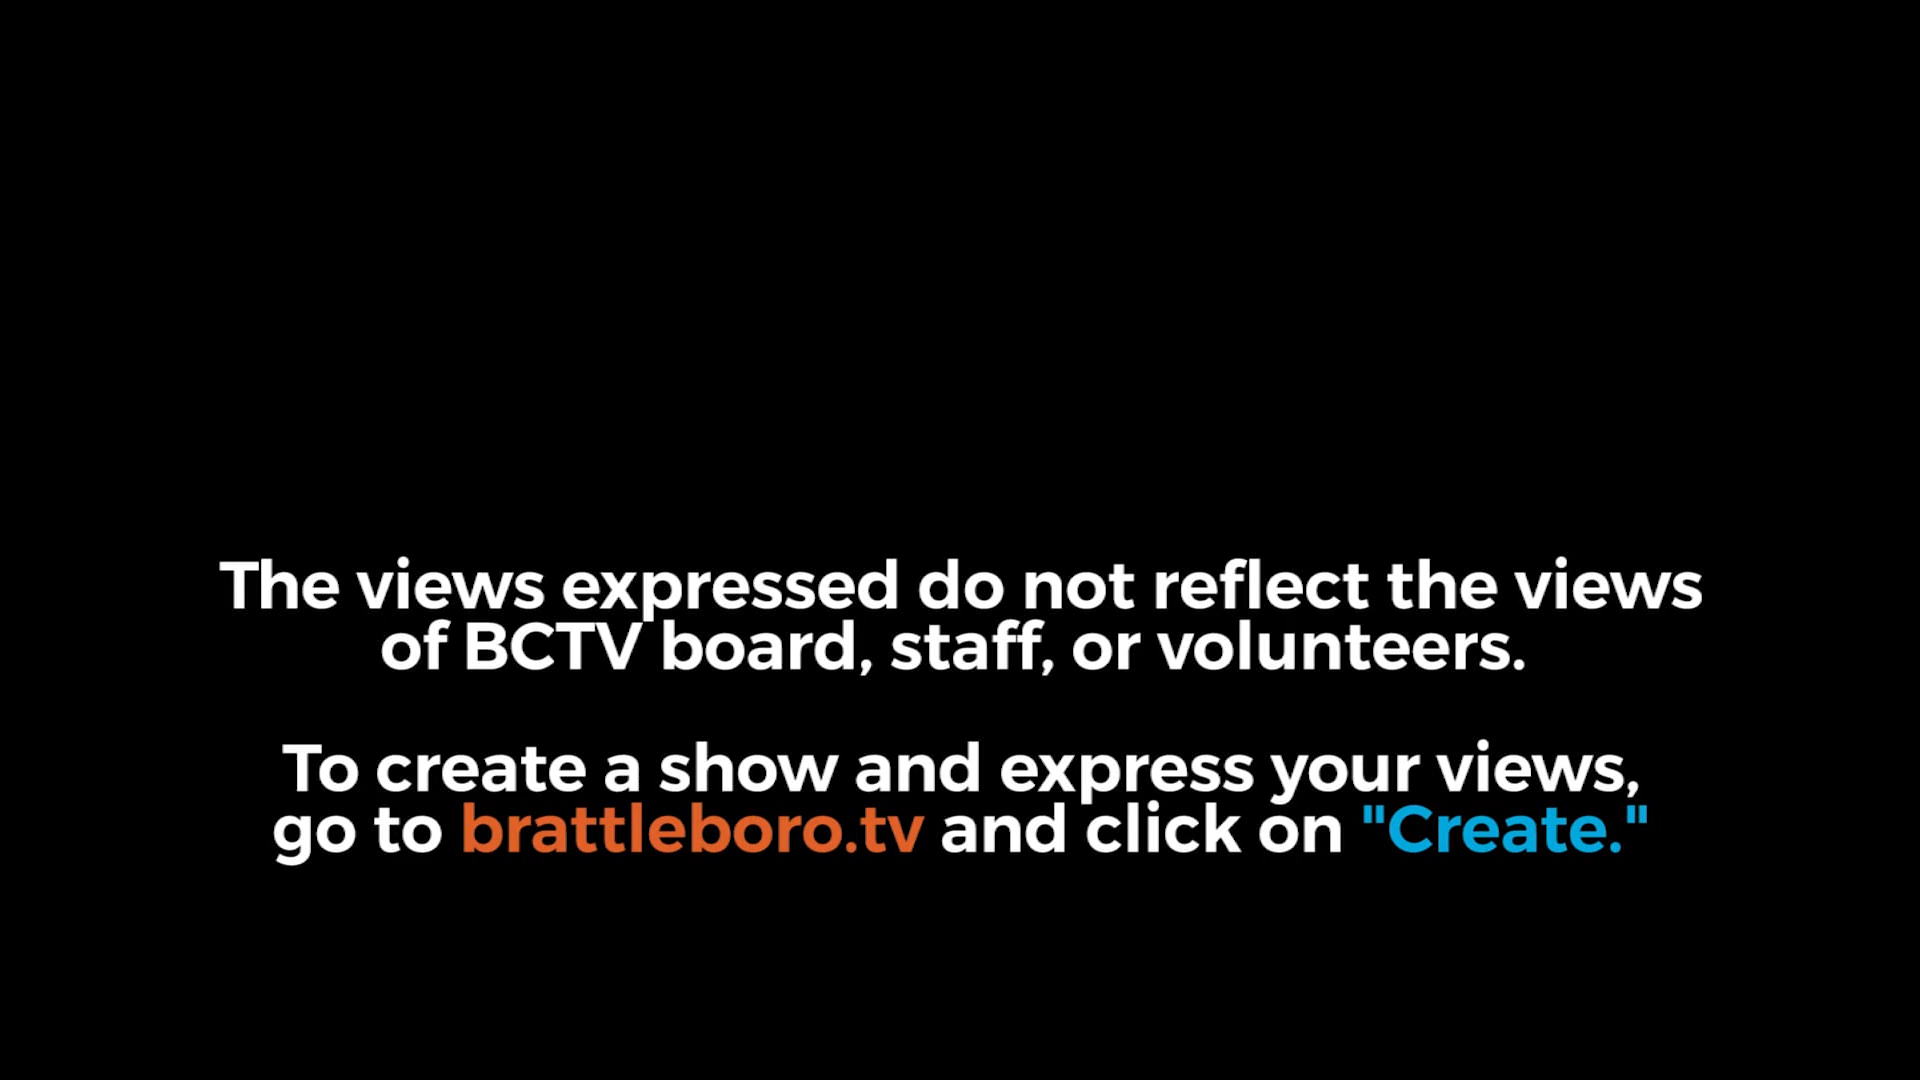 The views expressed do not reflect the views
of BCTV board, staff, or volunteers.
To create a show and express your views,
go to brattleboro.tv and click on "Create."